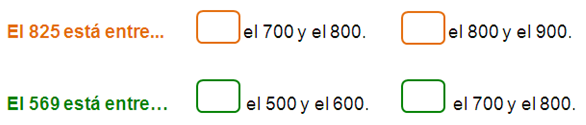 El 825 está entre... el 700 y el 800. el 800 y el 900.
El 569 está entre... el 500 y el 600. el 700 y el 800.